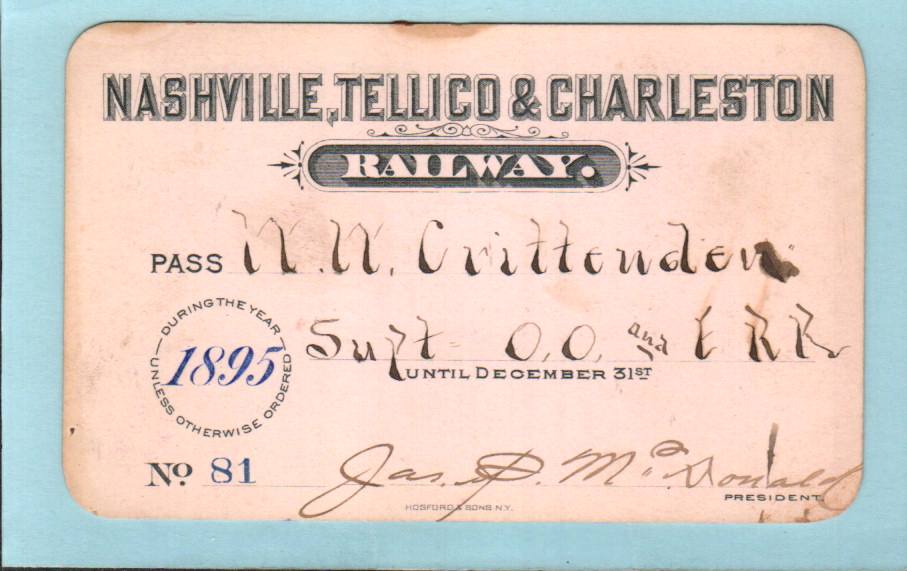 NASHVILLE, TELLICO & CHARLESTON
RAILWAY.
PASS W. W. Crittenden
DURING THE YEAR
1895
UNLESS OTHERWISE ORDERED
Supt O.O. and E RR
UNTIL DECEMBER 31ST
No. 81
Jas. P. McDonald
PRESIDENT.
HOSFORD & SONS N.Y.